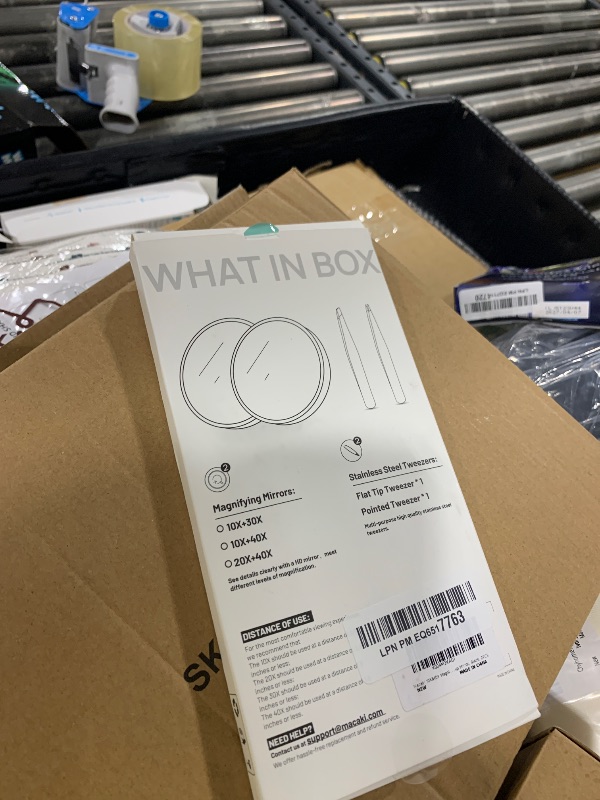 WHAT IN BOX
2
Magnifying Mirrors:
10X+30X
10X+40X
20X+40X
See details clearly with a HD mirror, meet
different levels of magnification.
2
Stainless Steel Tweezers:
Flat Tip Tweezer * 1
Pointed Tweezer * 1
Multi-purpose high quality stainless steel
tweezers.
DISTANCE OF USE:
For the most comfortable viewing
we recommend that
The 10X should be used at a distance
inches or less;
The 20X should be used at a distance
inches or less;
The 30X should be used at a distance
inches or less;
The 40X should be used at a distance of
inches or less.
NEED HELP?
Contact us at support@macaki.com
We offer hassle-free replacement and refund service.
LPN PM EQ6517763
NEW
MADE IN CHINA
SK
720